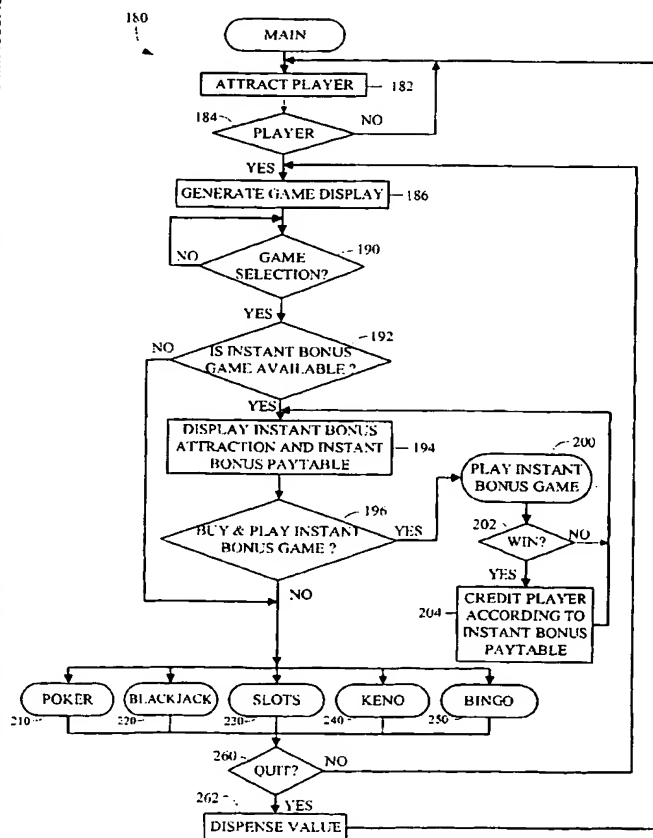 180
MAIN
ATTRACT PLAYER
182
184
PLAYER
NO
YES
GENERATE GAME DISPLAY
186
NO
GAME
SELECTION?
190
YES
NO
192
IS INSTANT BONUS
GAME AVAILABLE ?
YES
DISPLAY INSTANT BONUS
ATTRACTION AND INSTANT
BONUS PAYTABLE
194
200
PLAY INSTANT
BONUS GAME
196
BUY & PLAY INSTANT
BONUS GAME ?
YES
202
WIN?
NO
YES
NO
204
CREDIT PLAYER
ACCORDING TO
INSTANT BONUS
PAYTABLE
POKER
BLACKJACK
SLOTS
KENO
BINGO
210
220
230
240
250
260
QUIT?
NO
262
YES
DISPENSE VALUE